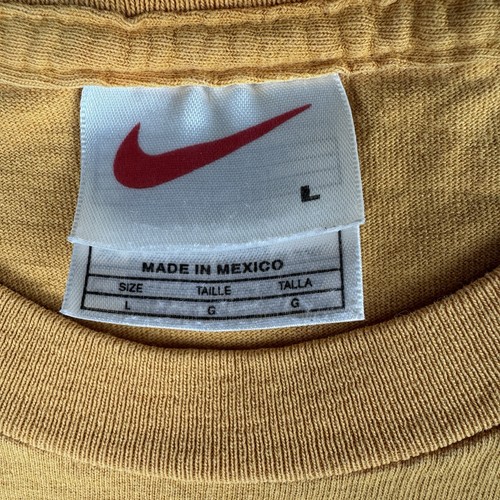 L
MADE IN MEXICO
SIZE TAILLE TALLA
L G G